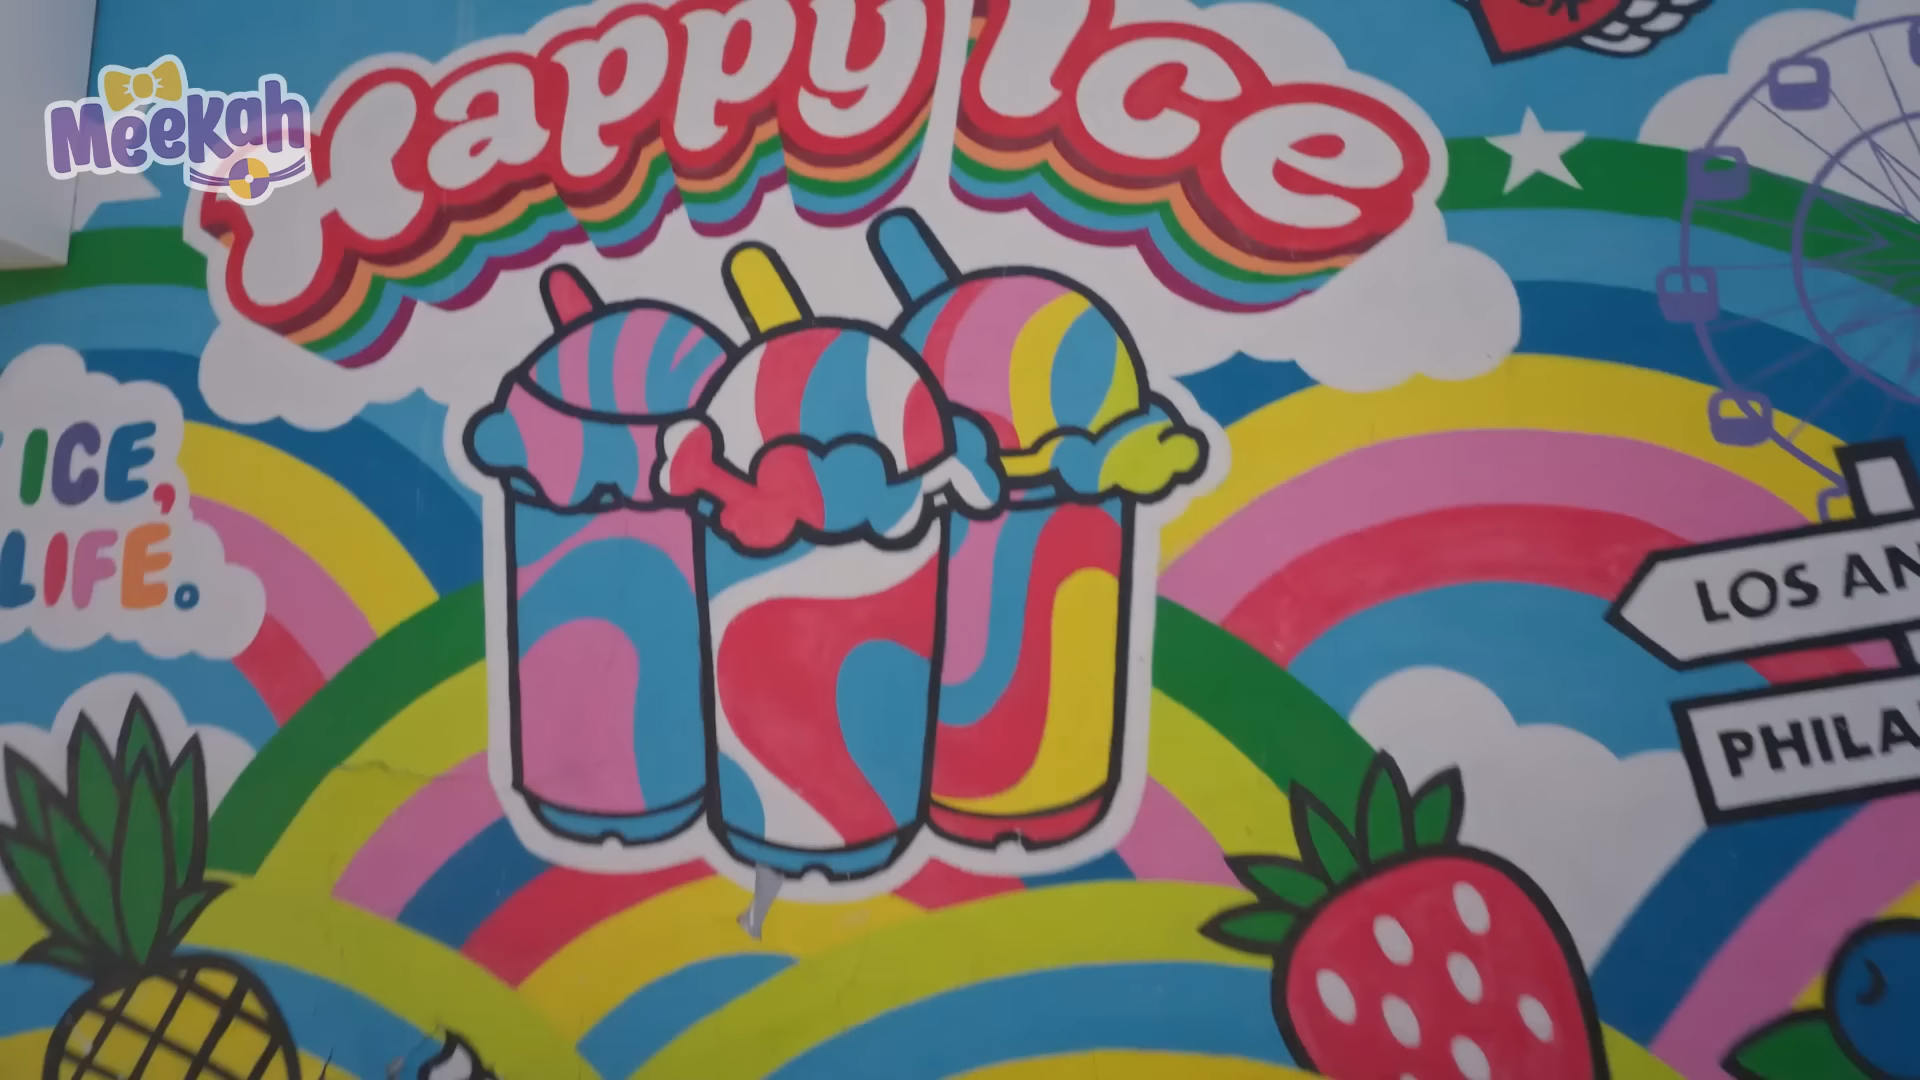 Meekah
Happy Ice
ICE,
LIFE.
LOS AN
PHILA